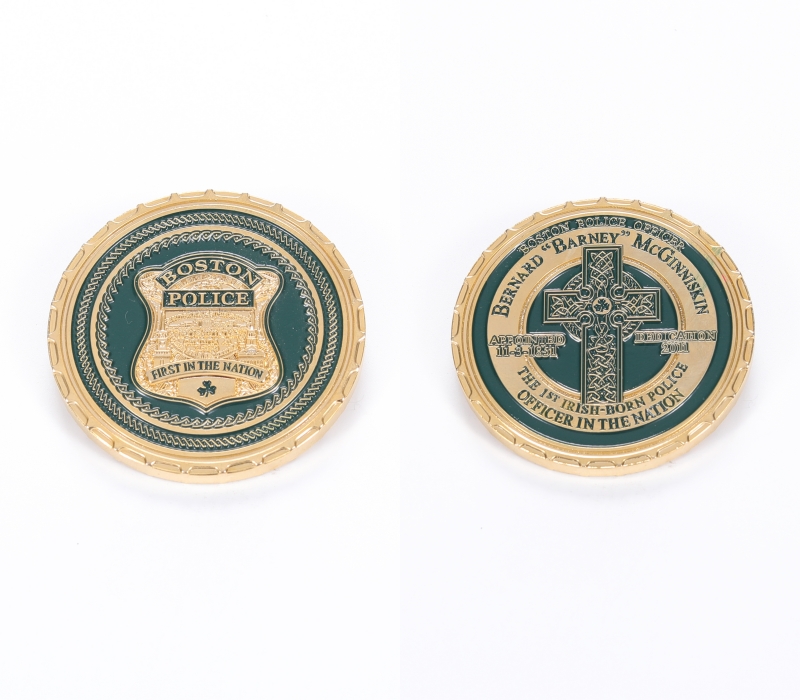 BOSTON
POLICE
FIRST IN THE NATION
BOSTON POLICE OFFICER
BERNARD "BARNEY" MCGINNISKIN
APPOINTED
11-3-1851
DEDICATION
2011
THE 1ST IRISH-BORN POLICE
OFFICER IN THE NATION